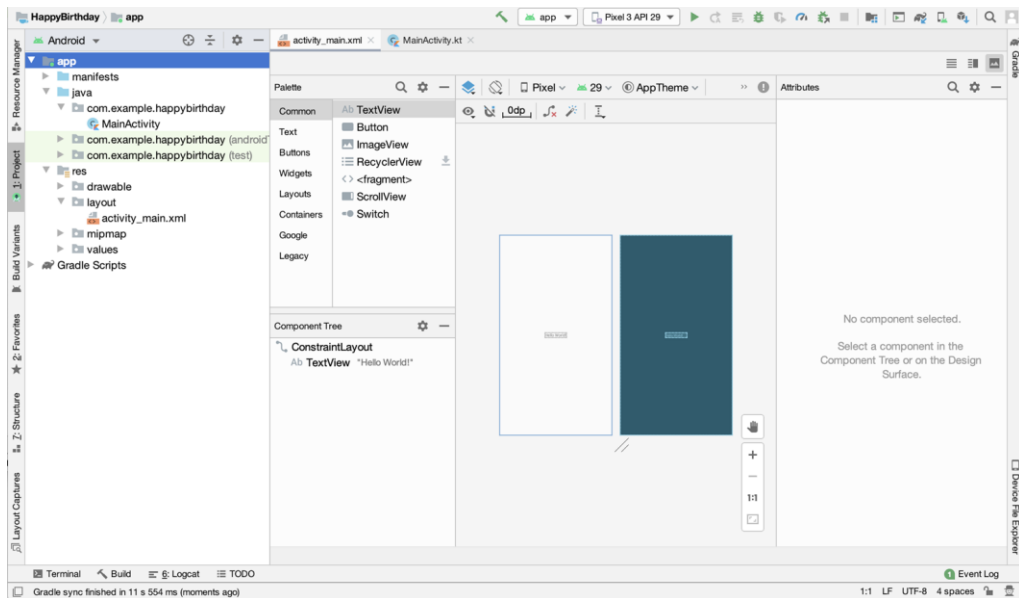 HappyBirthday
app
app
Pixel 3 API 29
Android
activity_main.xml
MainActivity.kt
Resource Manager
1: Project
Build Variants
2: Favorites
Z: Structure
Layout Captures
Gradle
Device File Explorer
app
manifests
java
com.example.happybirthday
MainActivity
com.example.happybirthday (android
com.example.happybirthday (test)
res
drawable
layout
activity_main.xml
mipmap
values
Gradle Scripts
Palette
Common
Text
Buttons
Widgets
Layouts
Containers
Google
Legacy
Ab TextView
Button
ImageView
RecyclerView
<fragment>
ScrollView
Switch
Component Tree
ConstraintLayout
Ab TextView "Hello World!"
Pixel
29
AppTheme
0dp
1:1
Attributes
No component selected.
Select a component in the
Component Tree or on the Design
Surface.
Terminal
Build
6: Logcat
TODO
1 Event Log
Gradle sync finished in 11 s 554 ms (moments ago)
1:1 LF UTF-8 4 spaces